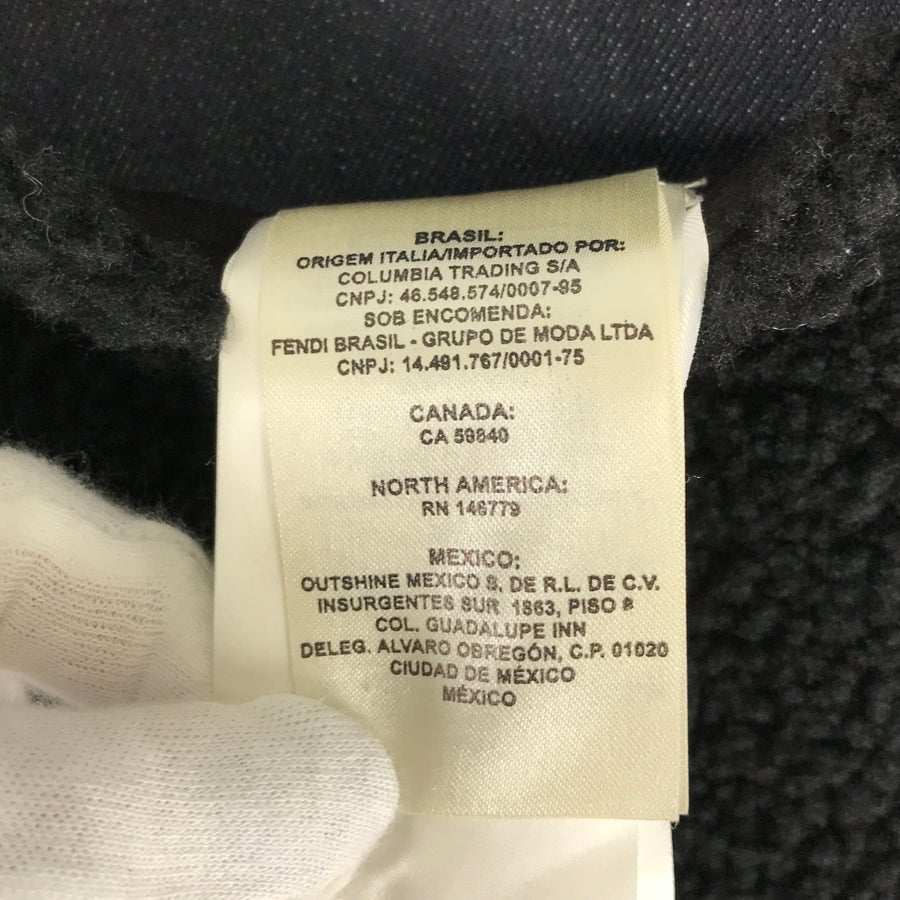 BRASIL:
ORIGEM ITALIA/IMPORTADO POR:
COLUMBIA TRADING S/A
CNPJ: 46.548.574/0007-95
SOB ENCOMENDA:
FENDI BRASIL - GRUPO DE MODA LTDA
CNPJ: 14.491.767/0001-75
CANADA:
CA 59840
NORTH AMERICA:
RN 146779
MEXICO:
OUTSHINE MEXICO S. DE R.L. DE C.V.
INSURGENTES SUR 1863, PISO 8
COL. GUADALUPE INN
DELEG. ALVARO OBREGÓN, C.P. 01020
CIUDAD DE MÉXICO
MÉXICO